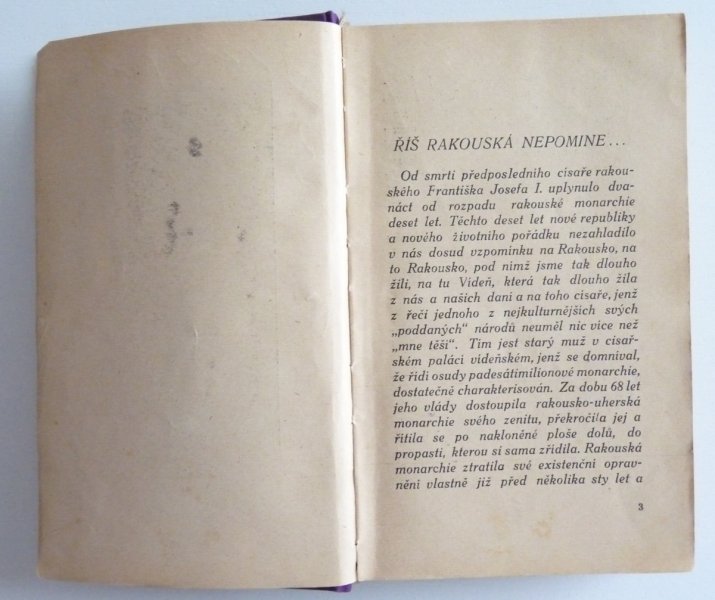 ŘÍŠ RAKOUSKÁ NEPOMINE...
Od smrti předposledního císaře rakou-
ského Františka Josefa I. uplynulo dva-
náct od rozpadu rakouské monarchie
deset let. Těchto deset let nové republiky
a nového životního pořádku nezahladilo
v nás dosud vzpomínku na Rakousko, na
to Rakousko, pod nímž jsme tak dlouho
žili, na tu Vídeň, která tak dlouho žila
z nás a našich daní a na toho císaře, jenž
z řečí jednoho z nejkulturnějších svých
„poddaných" národů neuměl nic více než
„mne těší". Tím jest starý muž v císař-
ském paláci vídeňském, jenž se domníval,
že řídí osudy padesátimilionové monarchie,
dostatečně charakterisován. Za dobu 68 let
jeho vlády dostoupila rakousko-uherská
monarchie svého zenitu, překročila jej a
řítila se po nakloněné ploše dolů, do
propasti, kterou si sama zřídila. Rakouská
monarchie ztratila své existenční opráv-
nění vlastně již před několika sty let a
3